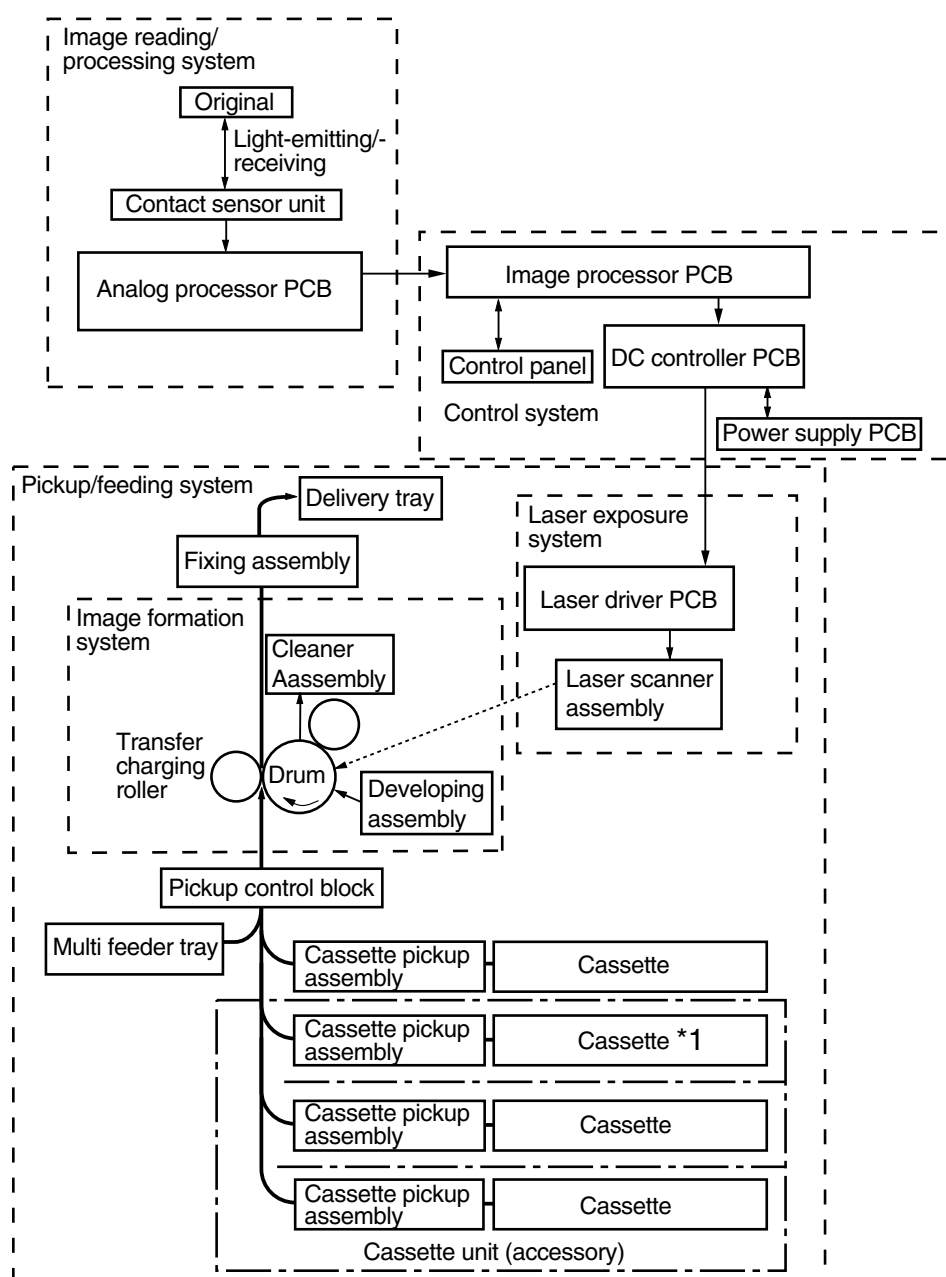 Image reading/
processing system
Original
Light-emitting/-
receiving
Contact sensor unit
Analog processor PCB
Image processor PCB
Control panel
DC controller PCB
Control system
Power supply PCB
Pickup/feeding system
Delivery tray
Fixing assembly
Laser exposure
system
Laser driver PCB
Laser scanner
assembly
Image formation
system
Cleaner
Aassembly
Transfer
charging
roller
Drum
Developing
assembly
Pickup control block
Multi feeder tray
Cassette pickup
assembly
Cassette
Cassette pickup
assembly
Cassette *1
Cassette pickup
assembly
Cassette
Cassette pickup
assembly
Cassette
Cassette unit (accessory)